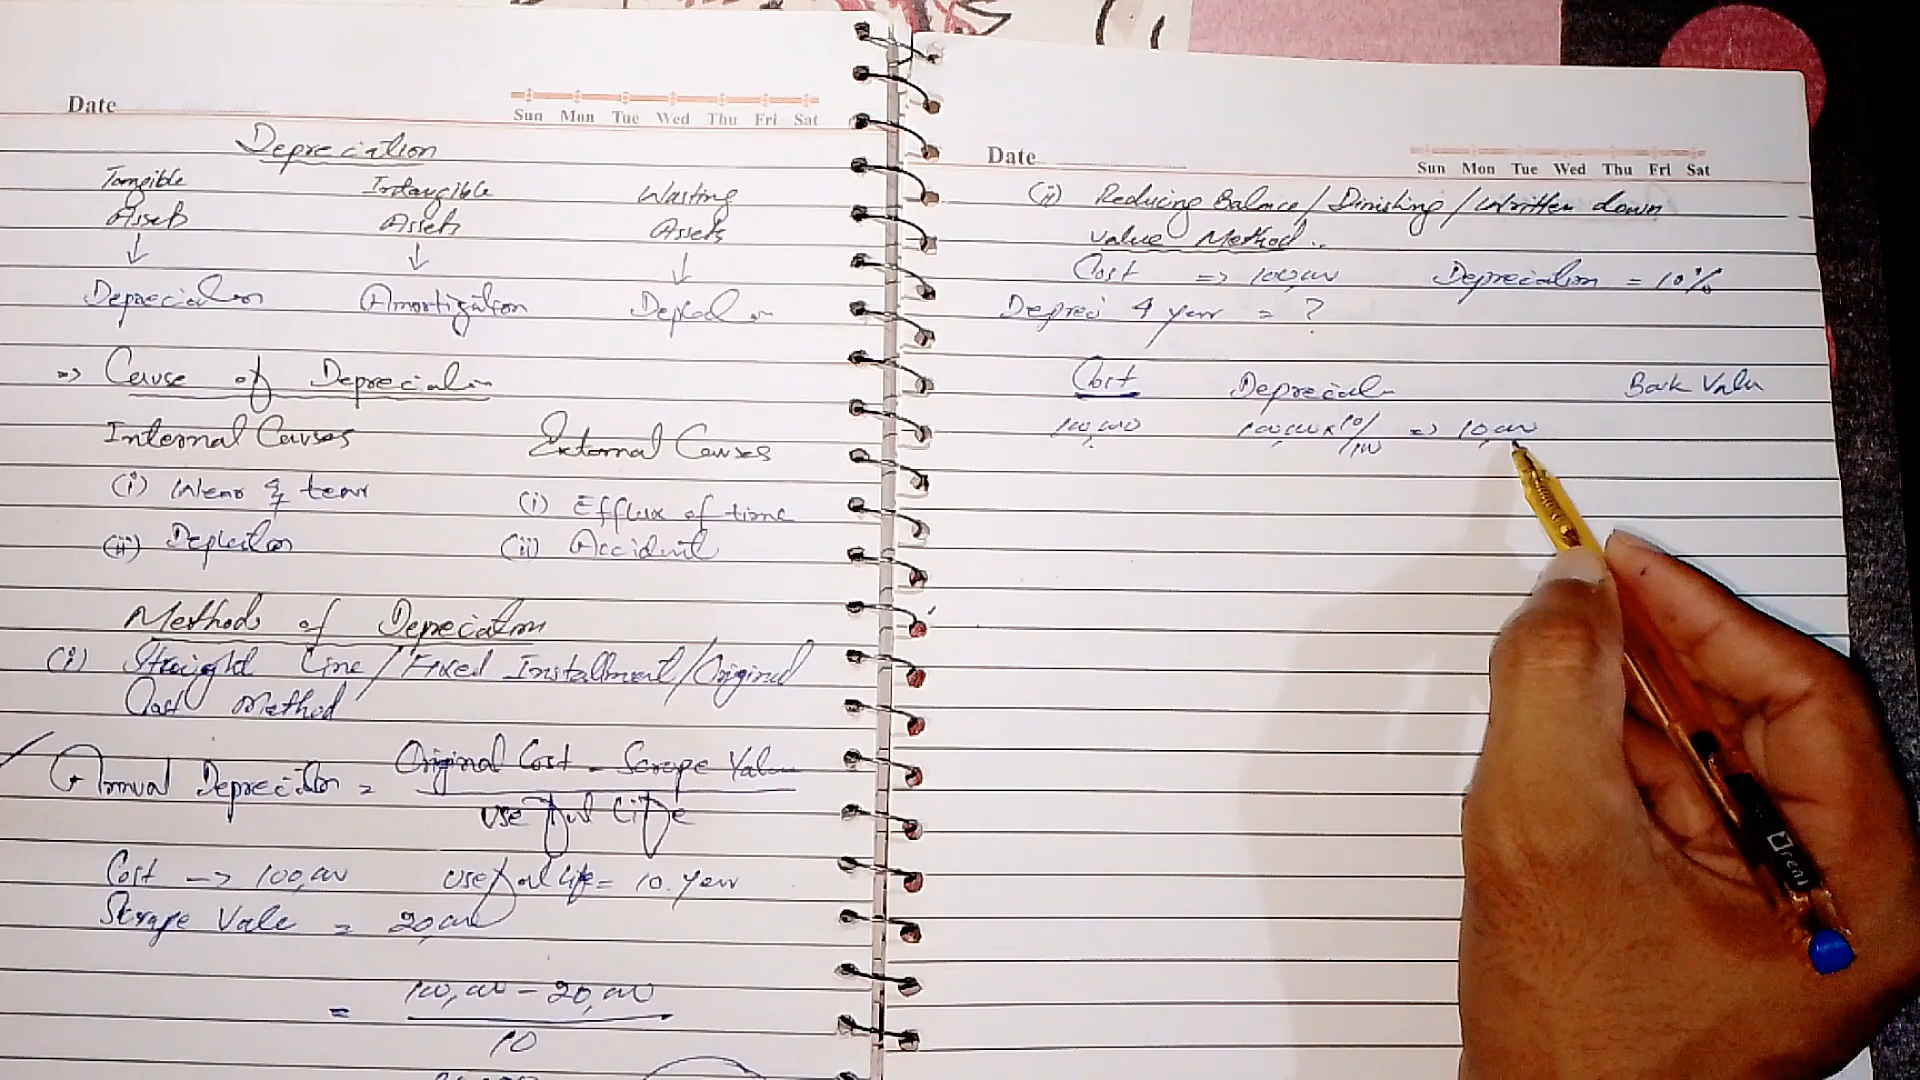 Date
Sun Mon Tue Wed Thu Fri Sat
Depreciation
Tangible Assets
Intangible Assets
Wasting Assets
Depreciation
Amortization
Depletion
=> Cause of Depreciation
Internal Causes
External Causes
(i) Wear & tear
(i) Efflux of time
(ii) Depletion
(ii) Accident
Methods of Depreciation
(i) Straight Line/Fixed Installment/Original
Cost Method
Annual Depreciation = Original Cost - Scrape Value
useful life
Cost -> 100,000 useful life = 10. Year
Scrape Vale = 20,000
= 100,000 - 20,000
10
Date
Sun Mon Tue Wed Thu Fri Sat
(ii) Reducing Balance/Diminishing/Written down
value Method..
Cost => 100,000 Depreciation = 10%
Depreci 4 year = ?
Cost Depreciation Book Value
100,000 100,000 x 10/100 => 10,000
real